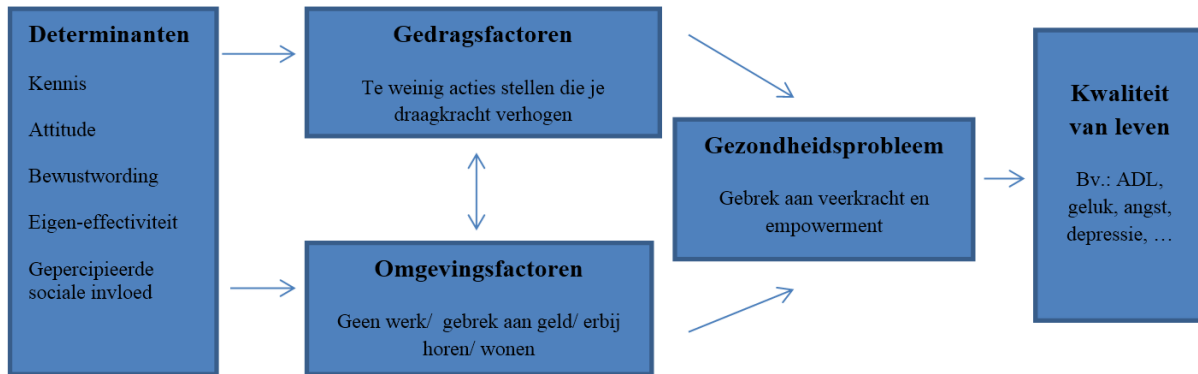 Determinanten
Kennis
Attitude
Bewustwording
Eigen-effectiviteit
Gepercipieerde
sociale invloed
Gedragsfactoren
Te weinig acties stellen die je
draagkracht verhogen
Omgevingsfactoren
Geen werk/ gebrek aan geld/ erbij
horen/ wonen
Gezondheidsprobleem
Gebrek aan veerkracht en
empowerment
Kwaliteit
van leven
Bv.: ADL,
geluk, angst,
depressie, …